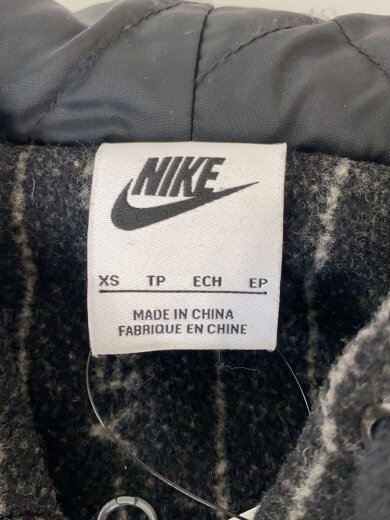 NIKE
XS TP ECH EP
MADE IN CHINA
FABRIQUE EN CHINE